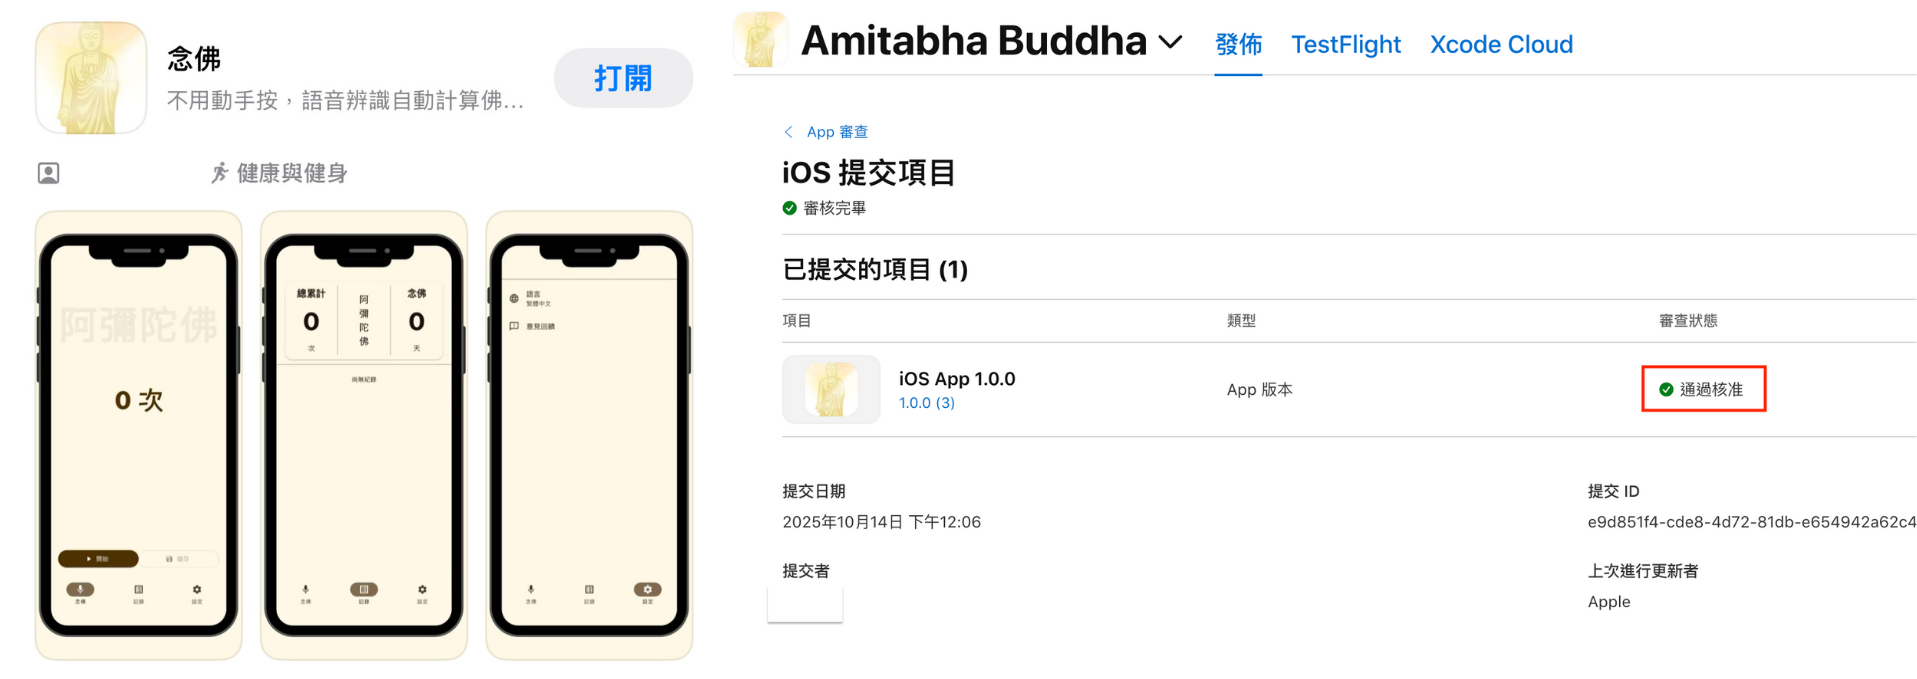 念佛
不用動手按，語音辨識自動計算佛...
打開
健康與健身
阿彌陀佛
0 次
開始
儲存
念佛
記錄
設定
總累計
0
次
阿彌陀佛
念佛
0
天
尚無紀錄
念佛
記錄
設定
語言
繁體中文
意見回饋
念佛
記錄
設定
Amitabha Buddha
發佈
TestFlight
Xcode Cloud
App 審查
iOS 提交項目
審核完畢
已提交的項目 (1)
項目
類型
審查狀態
iOS App 1.0.0
1.0.0 (3)
App 版本
通過核准
提交日期
2025年10月14日 下午12:06
提交 ID
e9d851f4-cde8-4d72-81db-e654942a62c4
提交者
上次進行更新者
Apple